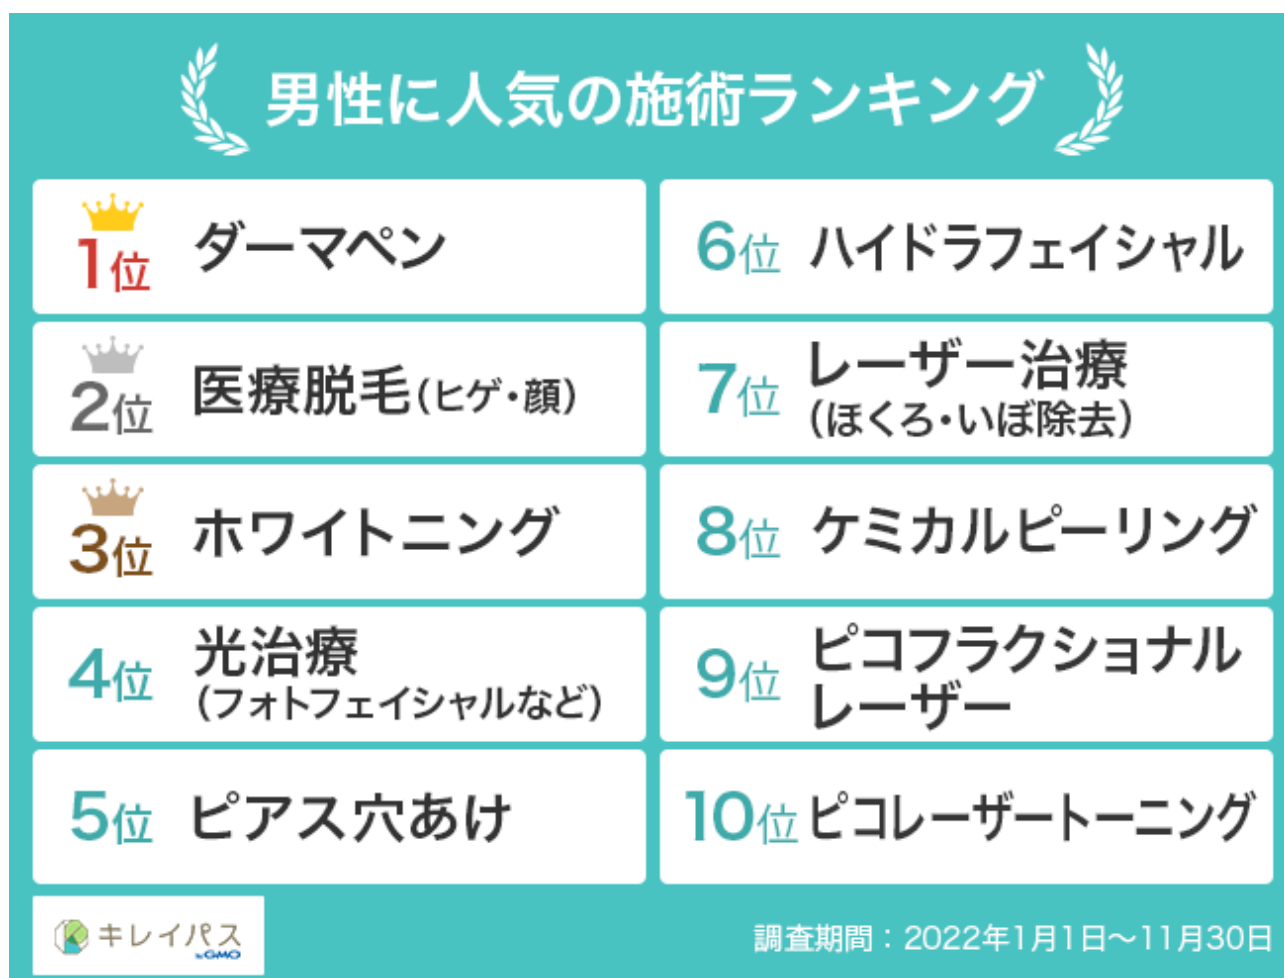 男性に人気の施術ランキング
1位 ダーマペン
2位 医療脱毛(ヒゲ・顔)
3位 ホワイトニング
4位 光治療
(フォトフェイシャルなど)
5位 ピアス穴あけ
6位 ハイドラフェイシャル
7位 レーザー治療
(ほくろ・いぼ除去)
8位 ケミカルピーリング
9位 ピコフラクショナル
レーザー
10位 ピコレーザートーニング
キレイパス
by GMO
調査期間：2022年1月1日～11月30日